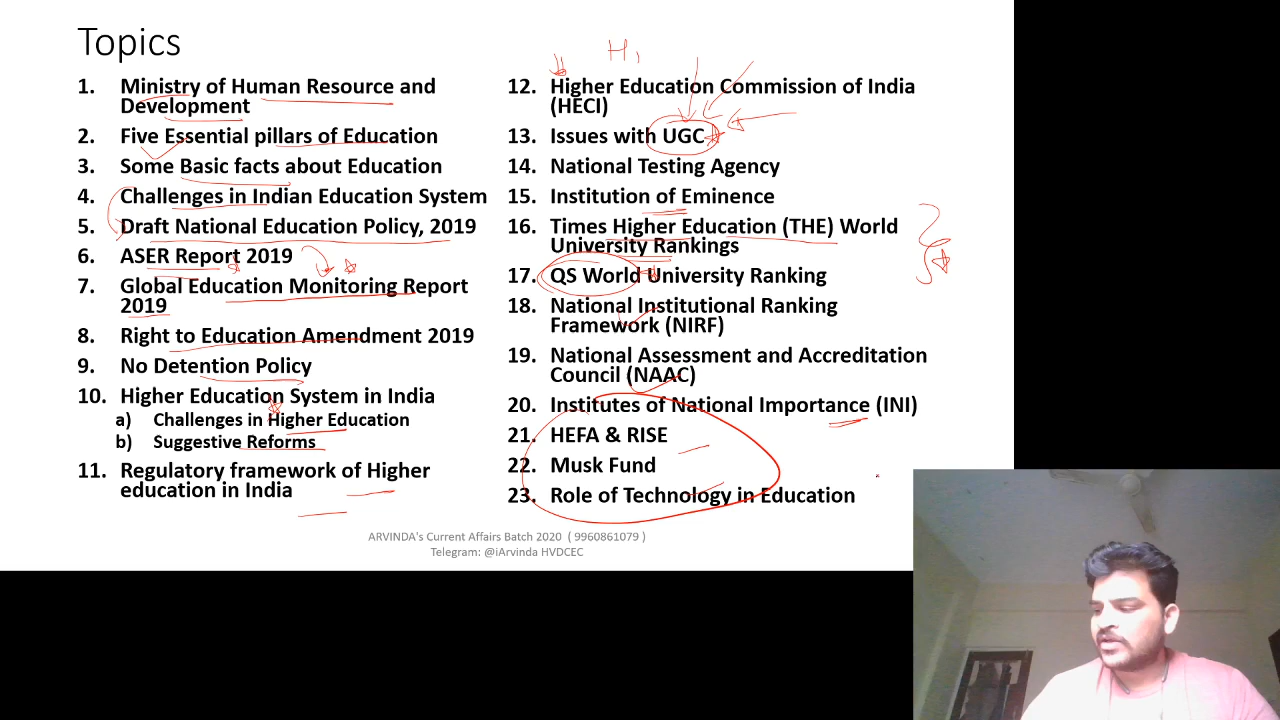 Topics
H,
1. Ministry of Human Resource and
Development
2. Five Essential pillars of Education
3. Some Basic facts about Education
4. Challenges in Indian Education System
5. Draft National Education Policy, 2019
6. ASER Report 2019
7. Global Education Monitoring Report
2019
8. Right to Education Amendment 2019
9. No Detention Policy
10. Higher Education System in India
a) Challenges in Higher Education
b) Suggestive Reforms
11. Regulatory framework of Higher
education in India
12. Higher Education Commission of India
(HECI)
13. Issues with UGC
14. National Testing Agency
15. Institution of Eminence
16. Times Higher Education (THE) World
University Rankings
17. QS World University Ranking
18. National Institutional Ranking
Framework (NIRF)
19. National Assessment and Accreditation
Council (NAAC)
20. Institutes of National Importance (INI)
21. HEFA & RISE
22. Musk Fund
23. Role of Technology in Education
ARVINDA's Current Affairs Batch 2020 ( 9960861079 )
Telegram: @iArvinda HVDCEC